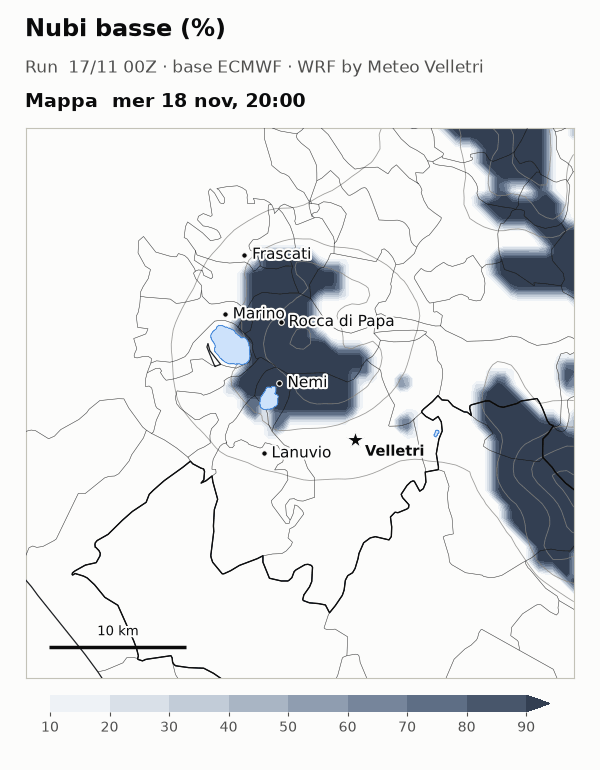 Nubi basse (%)
Run  17/11 00Z · base ECMWF · WRF by Meteo Velletri
Mappa  mer 18 nov, 20:00
Frascati
Marino
Rocca di Papa
Nemi
Velletri
Lanuvio
10 km
10 20 30 40 50 60 70 80 90